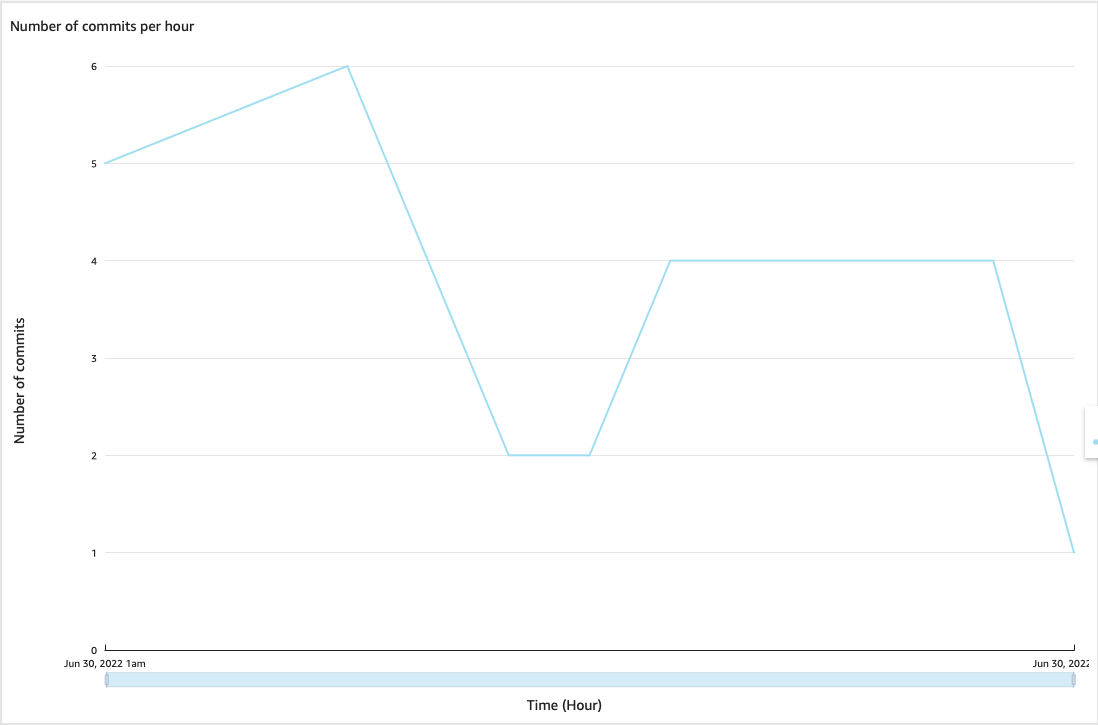 Number of commits per hour
6
5
4
3
2
1
0
Number of commits
Jun 30, 2022 1am
Jun 30, 2022
Time (Hour)